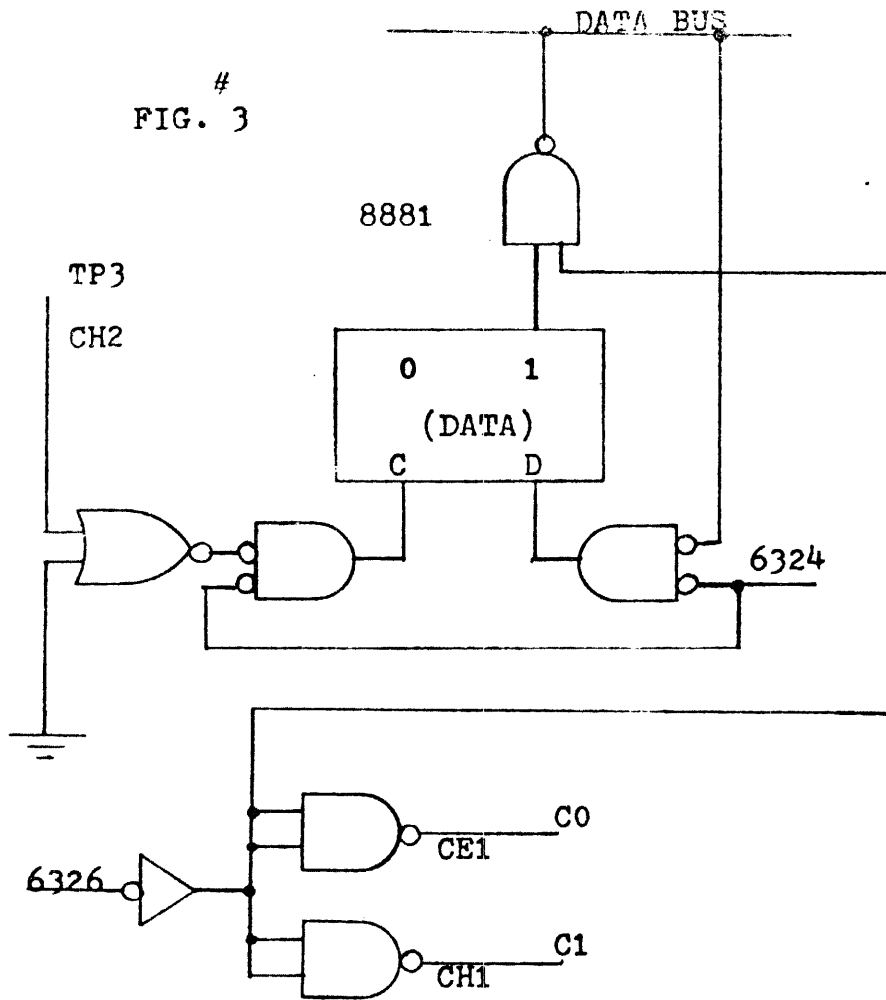 DATA BUS
#
FIG. 3
8881
TP3
CH2
0 1
(DATA)
C D
6324
C0
CE1
6326
C1
CH1